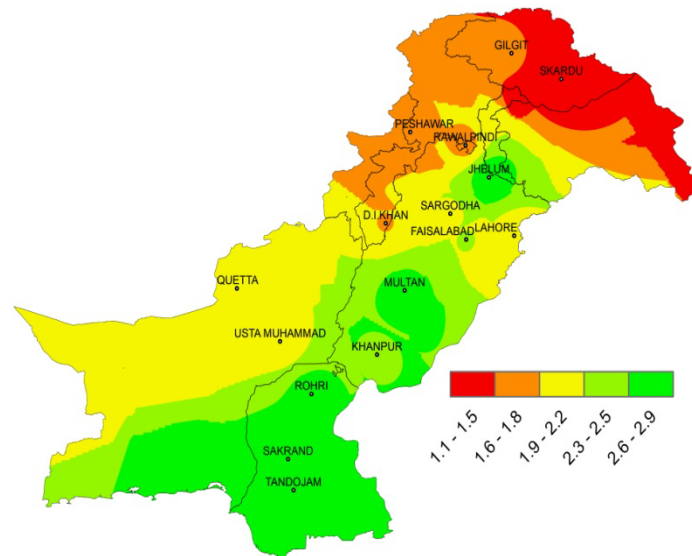 GILGIT
SKARDU
PESHAWAR
RAWALPINDI
JHELUM
SARGODHA
D.I.KHAN
FAISALABAD
LAHORE
QUETTA
MULTAN
USTA MUHAMMAD
KHANPUR
ROHRI
SAKRAND
TANDOJAM
1.1 - 1.5
1.6 - 1.8
1.9 - 2.2
2.3 - 2.5
2.6 - 2.9